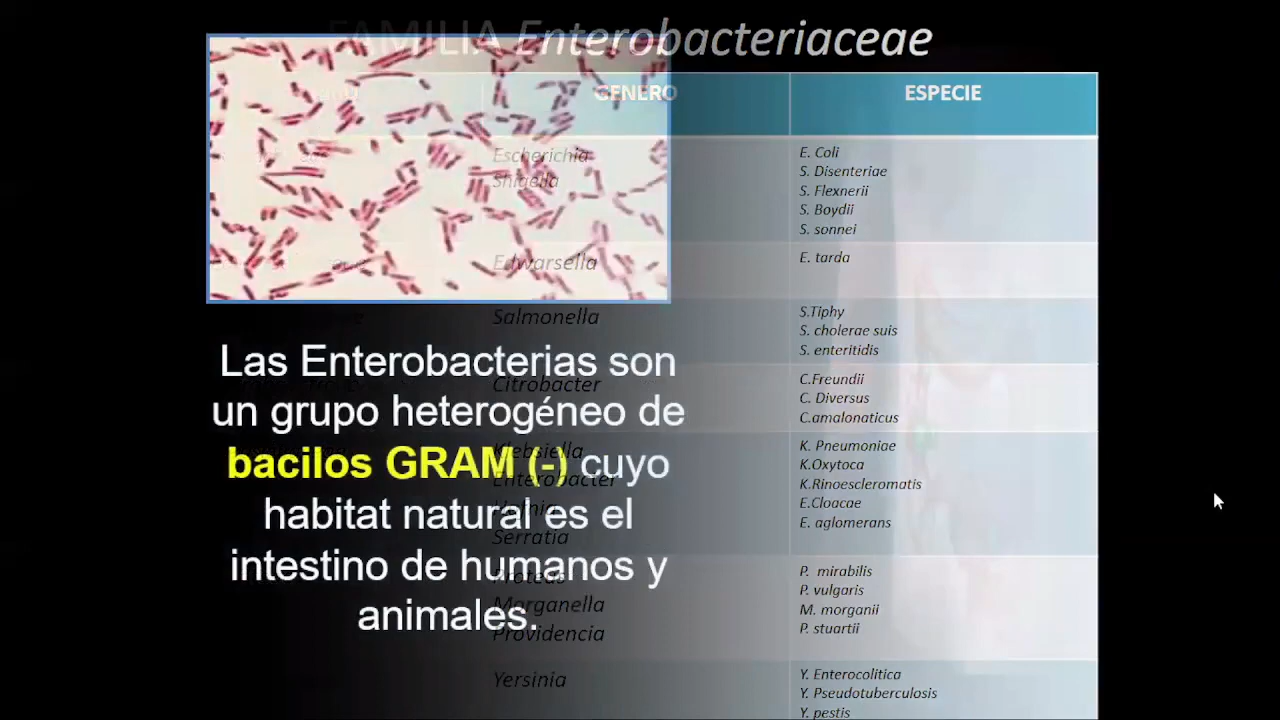 FAMILIA Enterobacteriaceae
GENERO
ESPECIE
Escherichia
Shigella
E. Coli
S. Disenteriae
S. Flexnerii
S. Boydii
S. sonnei
Edwarsella
E. tarda
Salmonella
S.Tiphy
S. cholerae suis
S. enteritidis
Citrobacter
C.Freundii
C. Diversus
C.amalonaticus
Klebsiella
Enterobacter
Hafnia
Serratia
K. Pneumoniae
K.Oxytoca
K.Rinoescleromatis
E.Cloacae
E. aglomerans
Proteus
Morganella
Providencia
P. mirabilis
P. vulgaris
M. morganii
P. stuartii
Yersinia
Y. Enterocolitica
Y. Pseudotuberculosis
Y. pestis
Las Enterobacterias son
un grupo heterogéneo de
bacilos GRAM (-) cuyo
habitat natural es el
intestino de humanos y
animales.